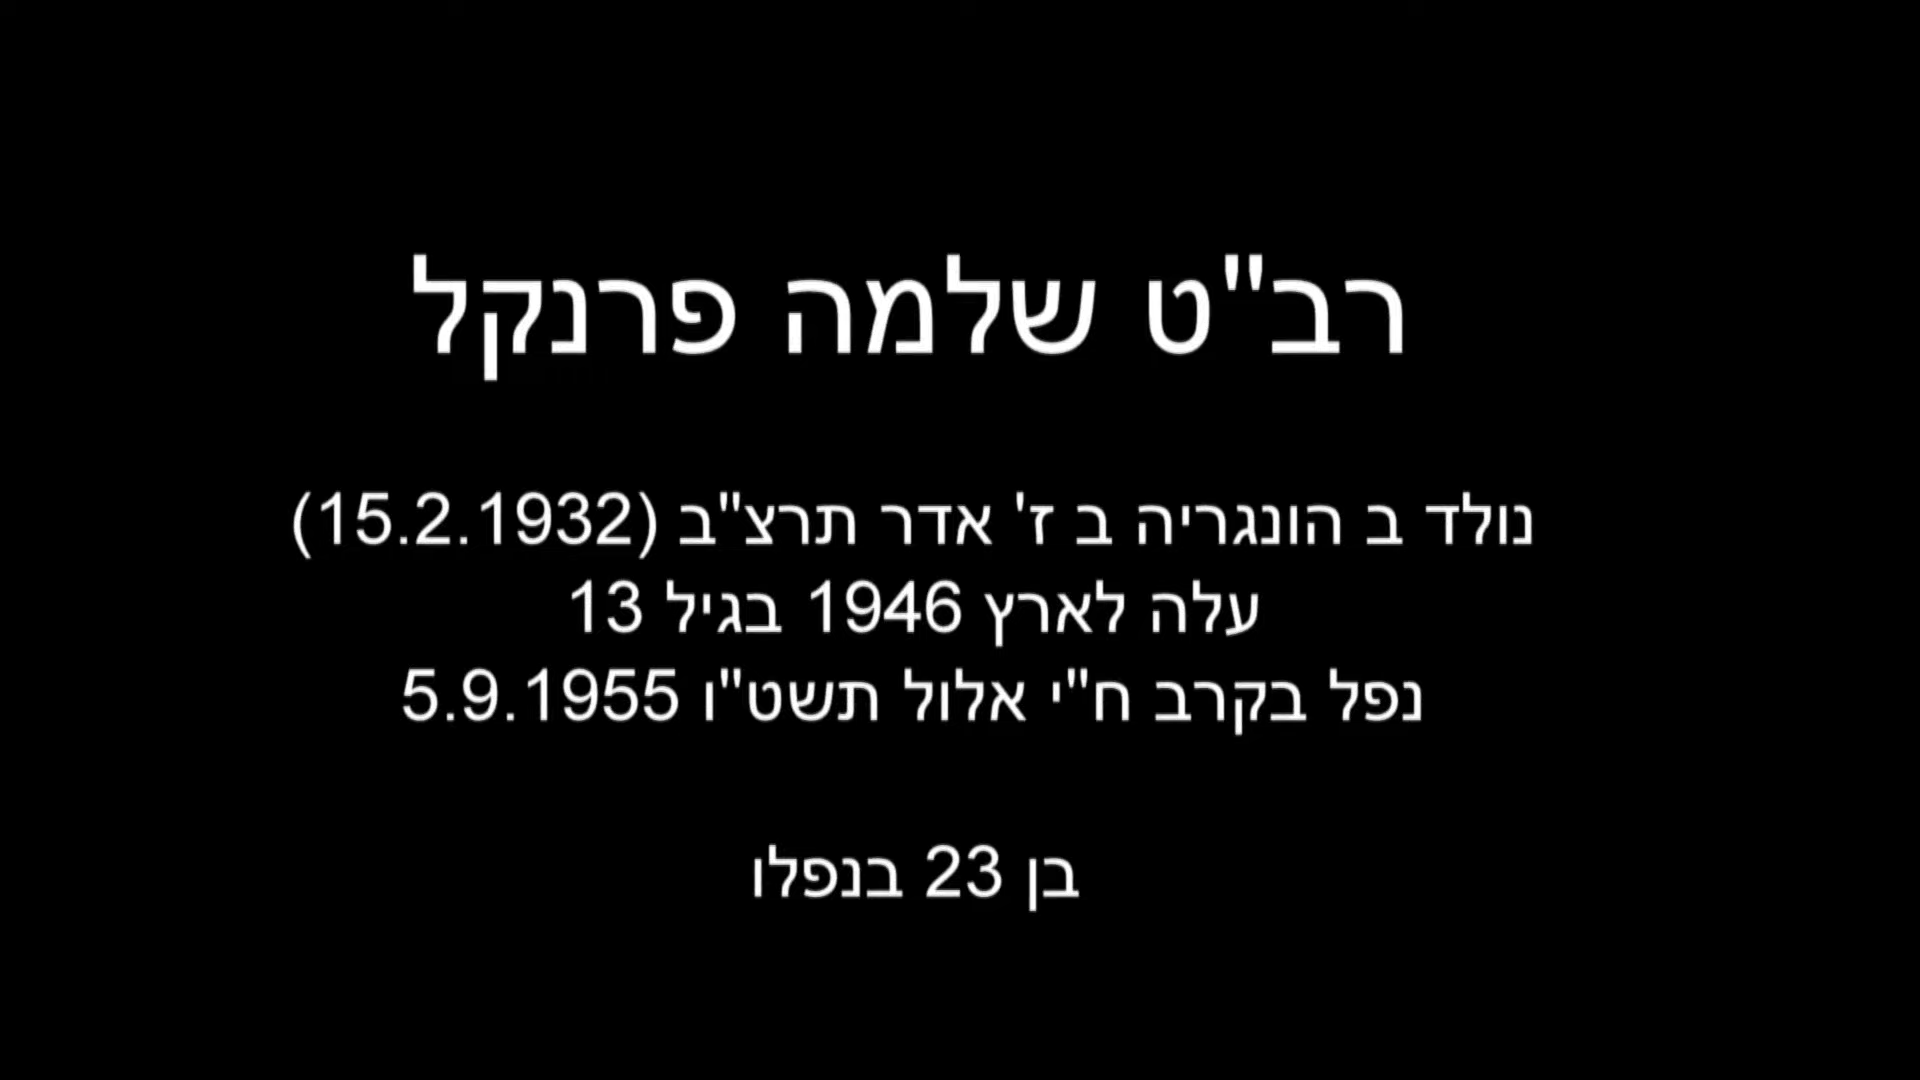 רב"ט שלמה פרנקל
נולד ב הונגריה ב ז' אדר תרצ"ב (15.2.1932)
עלה לארץ 1946 בגיל 13
נפל בקרב ח"י אלול תשט"ו 5.9.1955
בן 23 בנפלו